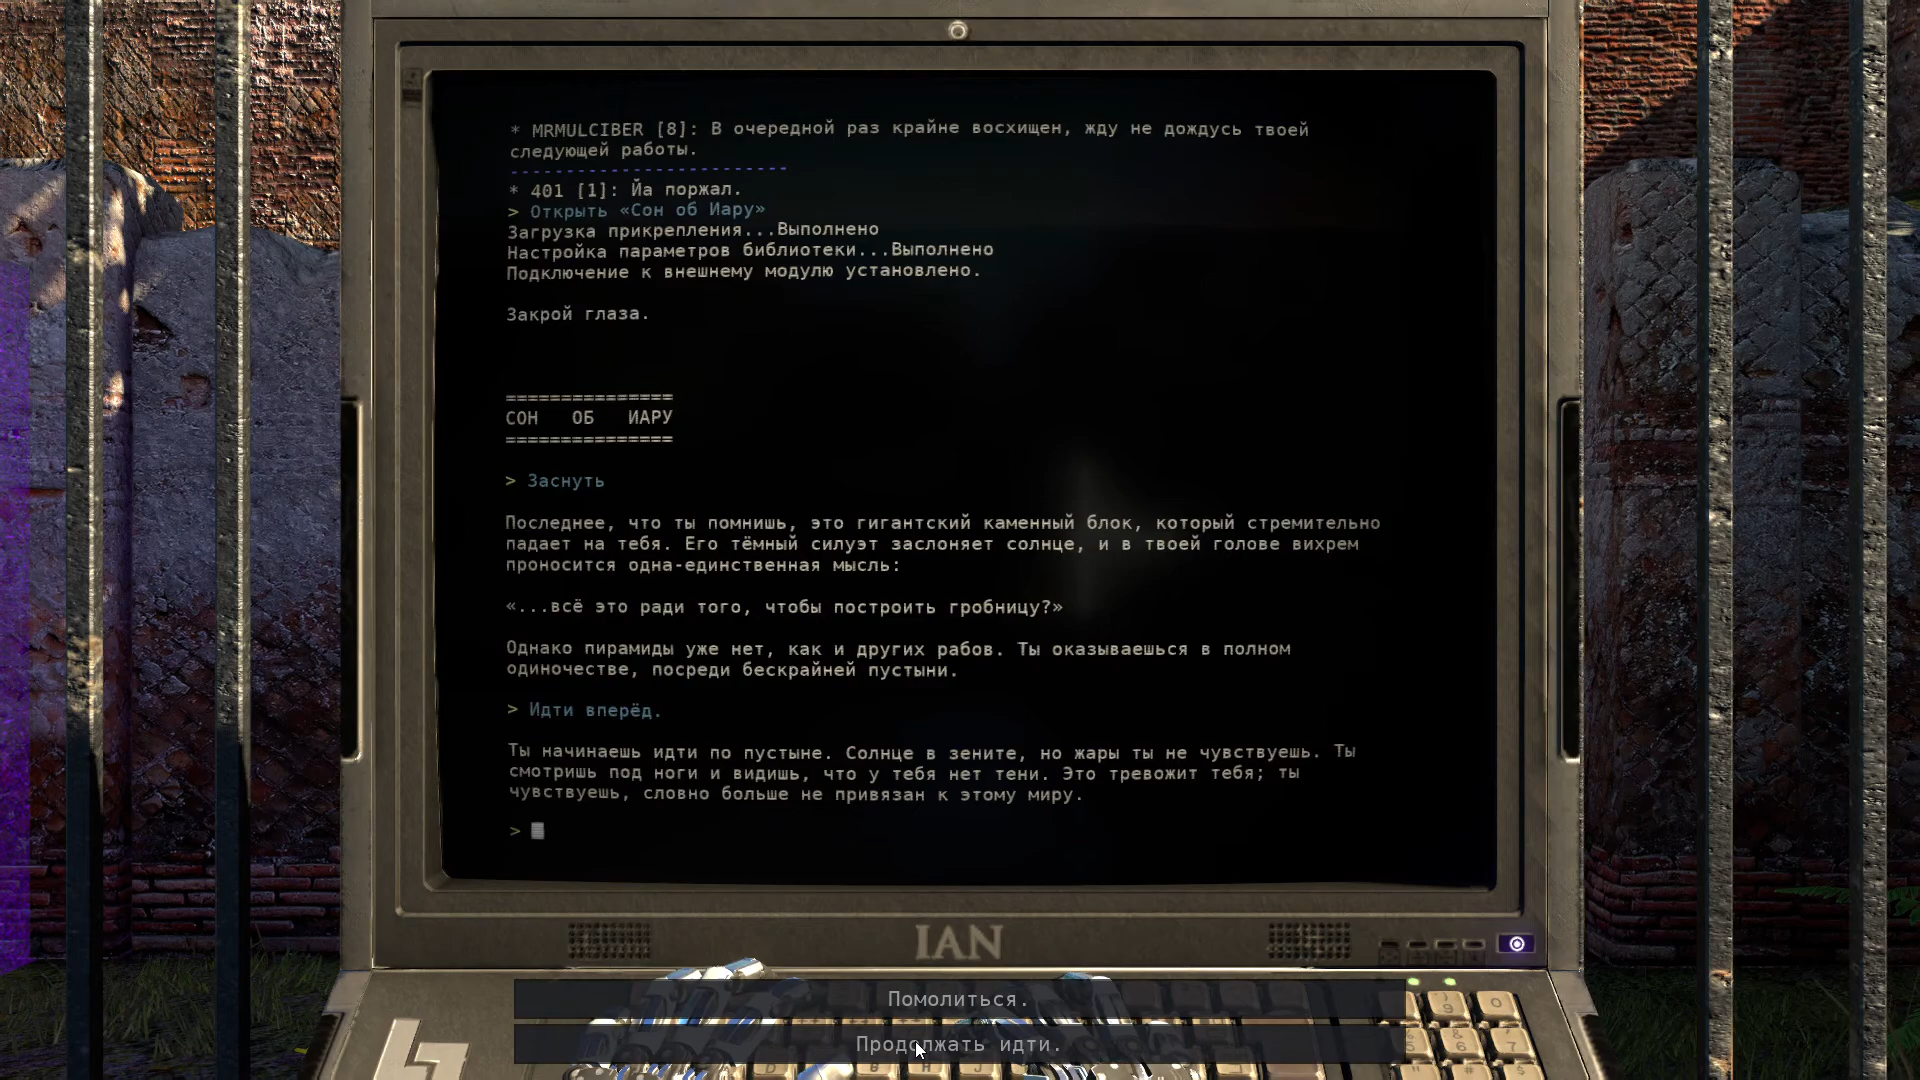 * MRMULCIBER [8]: В очередной раз крайне восхищен, жду не дождусь твоей
следующей работы.
-------------------------
* 401 [1]: Йа поржал.
> Открыть «Сон об Иару»
Загрузка прикрепления...Выполнено
Настройка параметров библиотеки...Выполнено
Подключение к внешнему модулю установлено.
Закрой глаза.
===============
СОН ОБ ИАРУ
===============
> Заснуть
Последнее, что ты помнишь, это гигантский каменный блок, который стремительно
падает на тебя. Его тёмный силуэт заслоняет солнце, и в твоей голове вихрем
проносится одна-единственная мысль:
«...всё это ради того, чтобы построить гробницу?»
Однако пирамиды уже нет, как и других рабов. Ты оказываешься в полном
одиночестве, посреди бескрайней пустыни.
> Идти вперёд.
Ты начинаешь идти по пустыне. Солнце в зените, но жары ты не чувствуешь. Ты
смотришь под ноги и видишь, что у тебя нет тени. Это тревожит тебя; ты
чувствуешь, словно больше не привязан к этому миру.
>
IAN
Помолиться.
Продолжать идти.